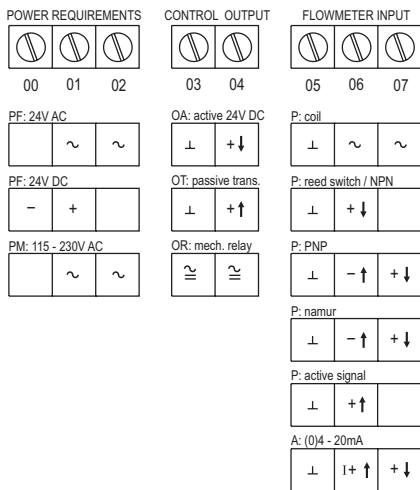 POWER REQUIREMENTS
00 01 02
PF: 24V AC
~ ~
PF: 24V DC
− +
PM: 115 - 230V AC
~ ~
CONTROL OUTPUT
03 04
OA: active 24V DC
⊥ +↓
OT: passive trans.
⊥ +↑
OR: mech. relay
≅ ≅
FLOWMETER INPUT
05 06 07
P: coil
⊥ ~ ~
P: reed switch / NPN
⊥ +↓
P: PNP
⊥ −↑ +↓
P: namur
⊥ −↑ +↓
P: active signal
⊥ +↑
A: (0)4 - 20mA
⊥ I+ ↑ +↓